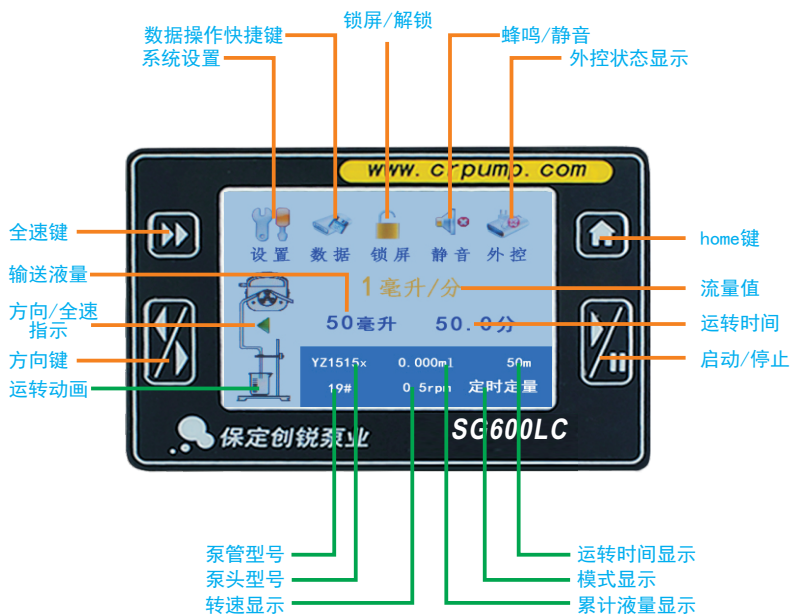 锁屏/解锁
数据操作快捷键
蜂鸣/静音
系统设置
外控状态显示
www. crpump. com
设置 数据 锁屏 静音 外控
全速键
home键
1毫升/分
输送液量
流量值
方向/全速
指示
50毫升 50.0分
运转时间
方向键
启动/停止
YZ1515x 0.000ml 50m
运转动画
19# 0.5rpm 定时定量
保定创锐泵业 SG600LC
泵管型号
运转时间显示
泵头型号
模式显示
转速显示
累计液量显示